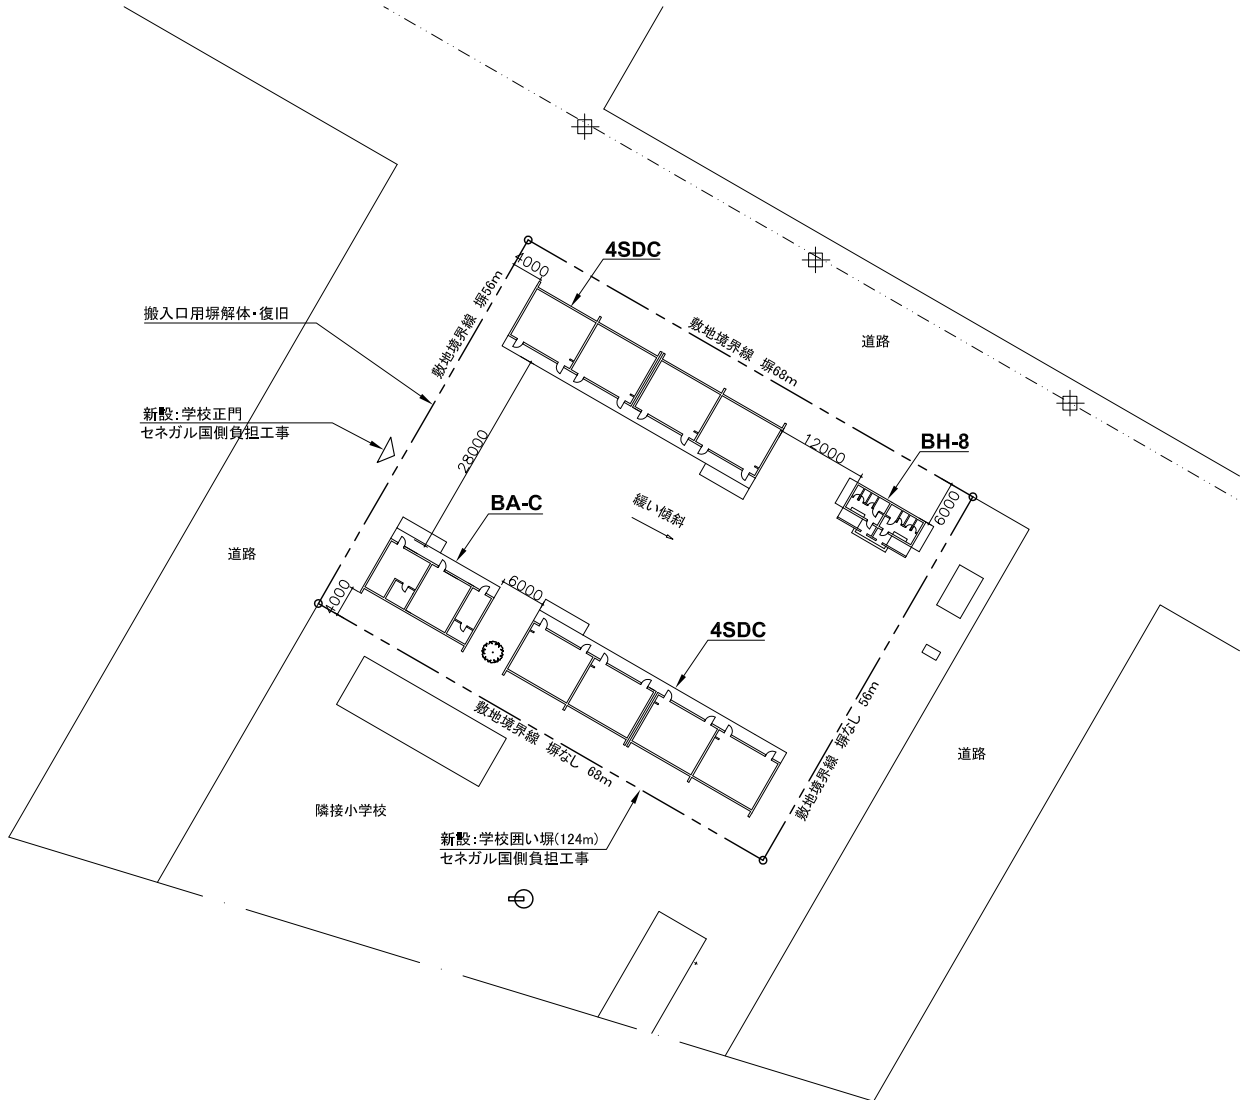 4SDC
4000
搬入口用塀解体・復旧
敷地境界線 塀56m
敷地境界線 塀68m
道路
新設:学校正門
セネガル国側負担工事
28000
12000
BH-8
6000
緩い傾斜
BA-C
道路
4000
6000
4SDC
敷地境界線 塀なし 68m
敷地境界線 塀なし 56m
道路
隣接小学校
新設:学校囲い塀(124m)
セネガル国側負担工事